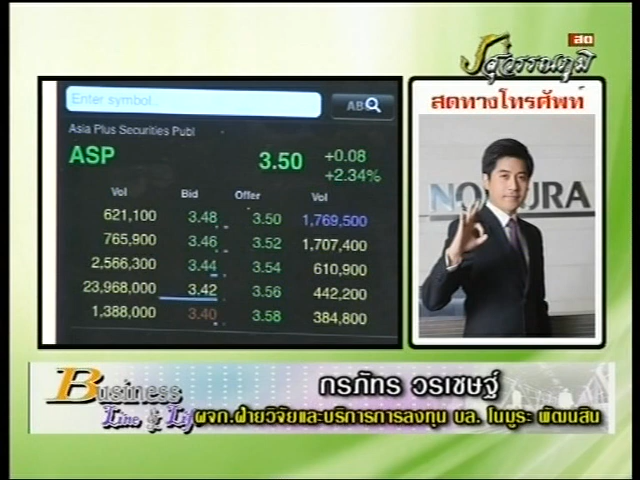 สด
สุวรรณภูมิ
Enter symbol...
ABC
Asia Plus Securities Publ
ASP 3.50 +0.08
+2.34%
Vol Bid Offer Vol
621,100 3.48 3.50 1,769,500
765,900 3.46 3.52 1,707,400
2,566,300 3.44 3.54 610,900
23,968,000 3.42 3.56 442,200
1,388,000 3.40 3.58 384,800
สดทางโทรศัพท์
NOMURA
Business
Line & Life
กรภัทร วรเชษฐ์
ผจก.ฝ่ายวิจัยและบริการการลงทุน บล. โนมูระ พัฒนสิน